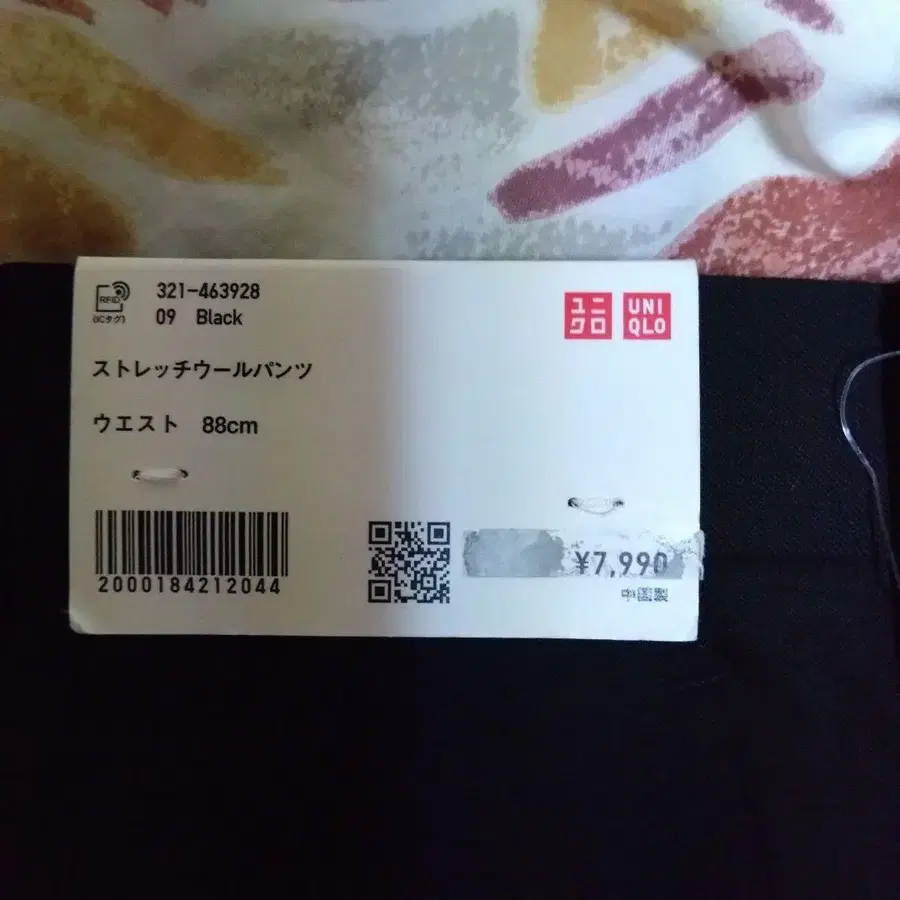 321-463928
09 Black
RFID
(ICタグ)
ユニクロ
UNIQLO
ストレッチウールパンツ
ウエスト 88cm
2000184212044
¥7,990
中国製